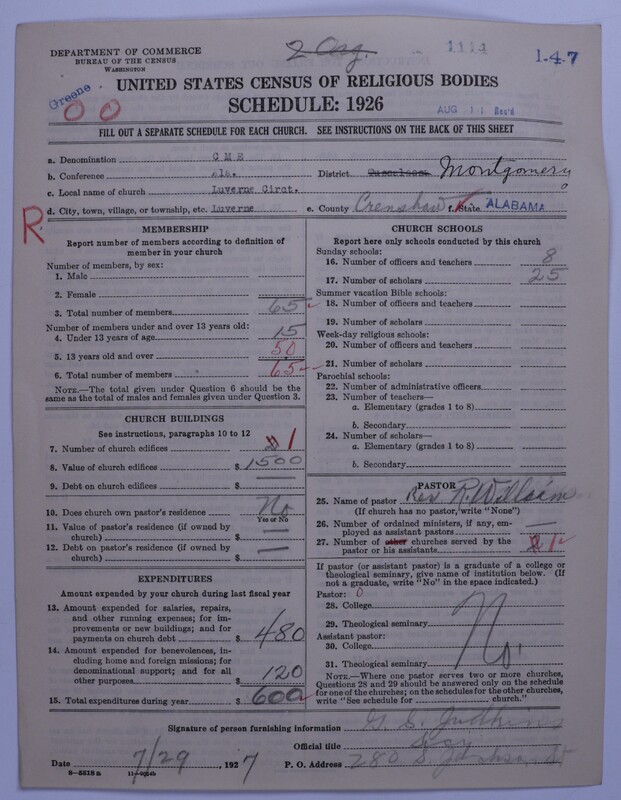 DEPARTMENT OF COMMERCE
BUREAU OF THE CENSUS
WASHINGTON
1114
1-4-7
Greene
00
UNITED STATES CENSUS OF RELIGIOUS BODIES
SCHEDULE: 1926
AUG 11 Rec'd
FILL OUT A SEPARATE SCHEDULE FOR EACH CHURCH. SEE INSTRUCTIONS ON THE BACK OF THIS SHEET
a. Denomination C M E
b. Conference Ala. District Montgomery
c. Local name of church Luverne Circt.
d. City, town, village, or township, etc. Luverne e. County Crenshaw f. State ALABAMA
R
MEMBERSHIP
Report number of members according to definition of
member in your church
Number of members, by sex:
1. Male
2. Female
3. Total number of members 65
Number of members under and over 13 years old:
4. Under 13 years of age 15
5. 13 years old and over 50
6. Total number of members 65
NOTE.—The total given under Question 6 should be the
same as the total of males and females given under Question 3.
CHURCH BUILDINGS
See instructions, paragraphs 10 to 12
7. Number of church edifices 1
8. Value of church edifices $ 1500
9. Debt on church edifices $ —
10. Does church own pastor's residence No
Yes or No
11. Value of pastor's residence (if owned by
church) $ —
12. Debt on pastor's residence (if owned by
church) $ —
EXPENDITURES
Amount expended by your church during last fiscal year
13. Amount expended for salaries, repairs,
and other running expenses; for im-
provements or new buildings; and for
payments on church debt $ 480
14. Amount expended for benevolences, in-
cluding home and foreign missions; for
denominational support; and for all
other purposes $ 120
15. Total expenditures during year $ 600
CHURCH SCHOOLS
Report here only schools conducted by this church
Sunday schools:
16. Number of officers and teachers 8
17. Number of scholars 25
Summer vacation Bible schools:
18. Number of officers and teachers
19. Number of scholars
Week-day religious schools:
20. Number of officers and teachers
21. Number of scholars
Parochial schools:
22. Number of administrative officers
23. Number of teachers—
a. Elementary (grades 1 to 8)
b. Secondary
24. Number of scholars—
a. Elementary (grades 1 to 8)
b. Secondary
PASTOR
25. Name of pastor Rev R. William
(If church has no pastor, write "None")
26. Number of ordained ministers, if any, em-
ployed as assistant pastors —
27. Number of other churches served by the
pastor or his assistants 1
If pastor (or assistant pastor) is a graduate of a college or
theological seminary, give name of institution below. (If
not a graduate, write "No" in the space indicated.)
Pastor:
28. College
29. Theological seminary No
Assistant pastor:
30. College
31. Theological seminary
NOTE.—Where one pastor serves two or more churches,
Questions 28 and 29 should be answered only on the schedule
for one of the churches; on the schedules for the other churches,
write "See schedule for church."
Signature of person furnishing information G. S. Judkins
Official title
Date 7/29, 1927 P. O. Address 280 S. Jackson St
8-5518a